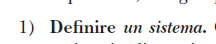 1) Definire un sistema.